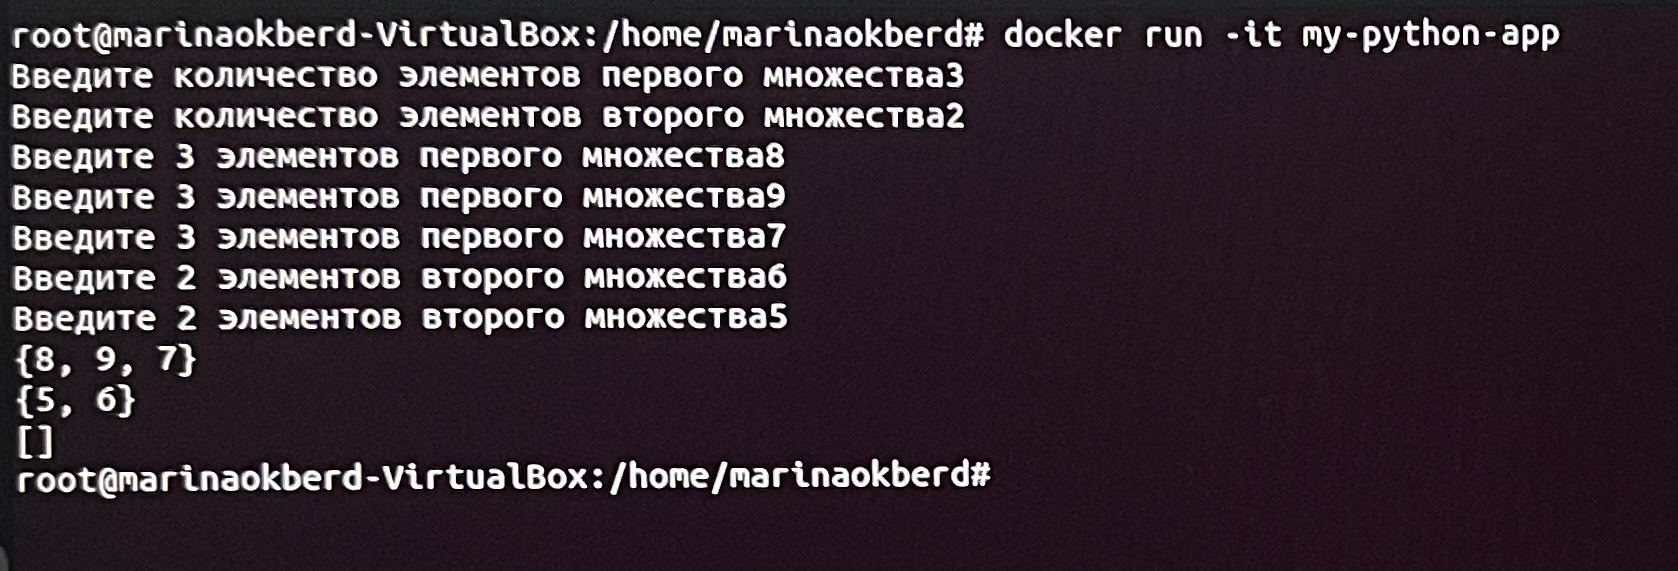 root@marinaokberd-VirtualBox:/home/marinaokberd# docker run -it my-python-app
Введите количество элементов первого множества3
Введите количество элементов второго множества2
Введите 3 элементов первого множества8
Введите 3 элементов первого множества9
Введите 3 элементов первого множества7
Введите 2 элементов второго множества6
Введите 2 элементов второго множества5
{8, 9, 7}
{5, 6}
[]
root@marinaokberd-VirtualBox:/home/marinaokberd#